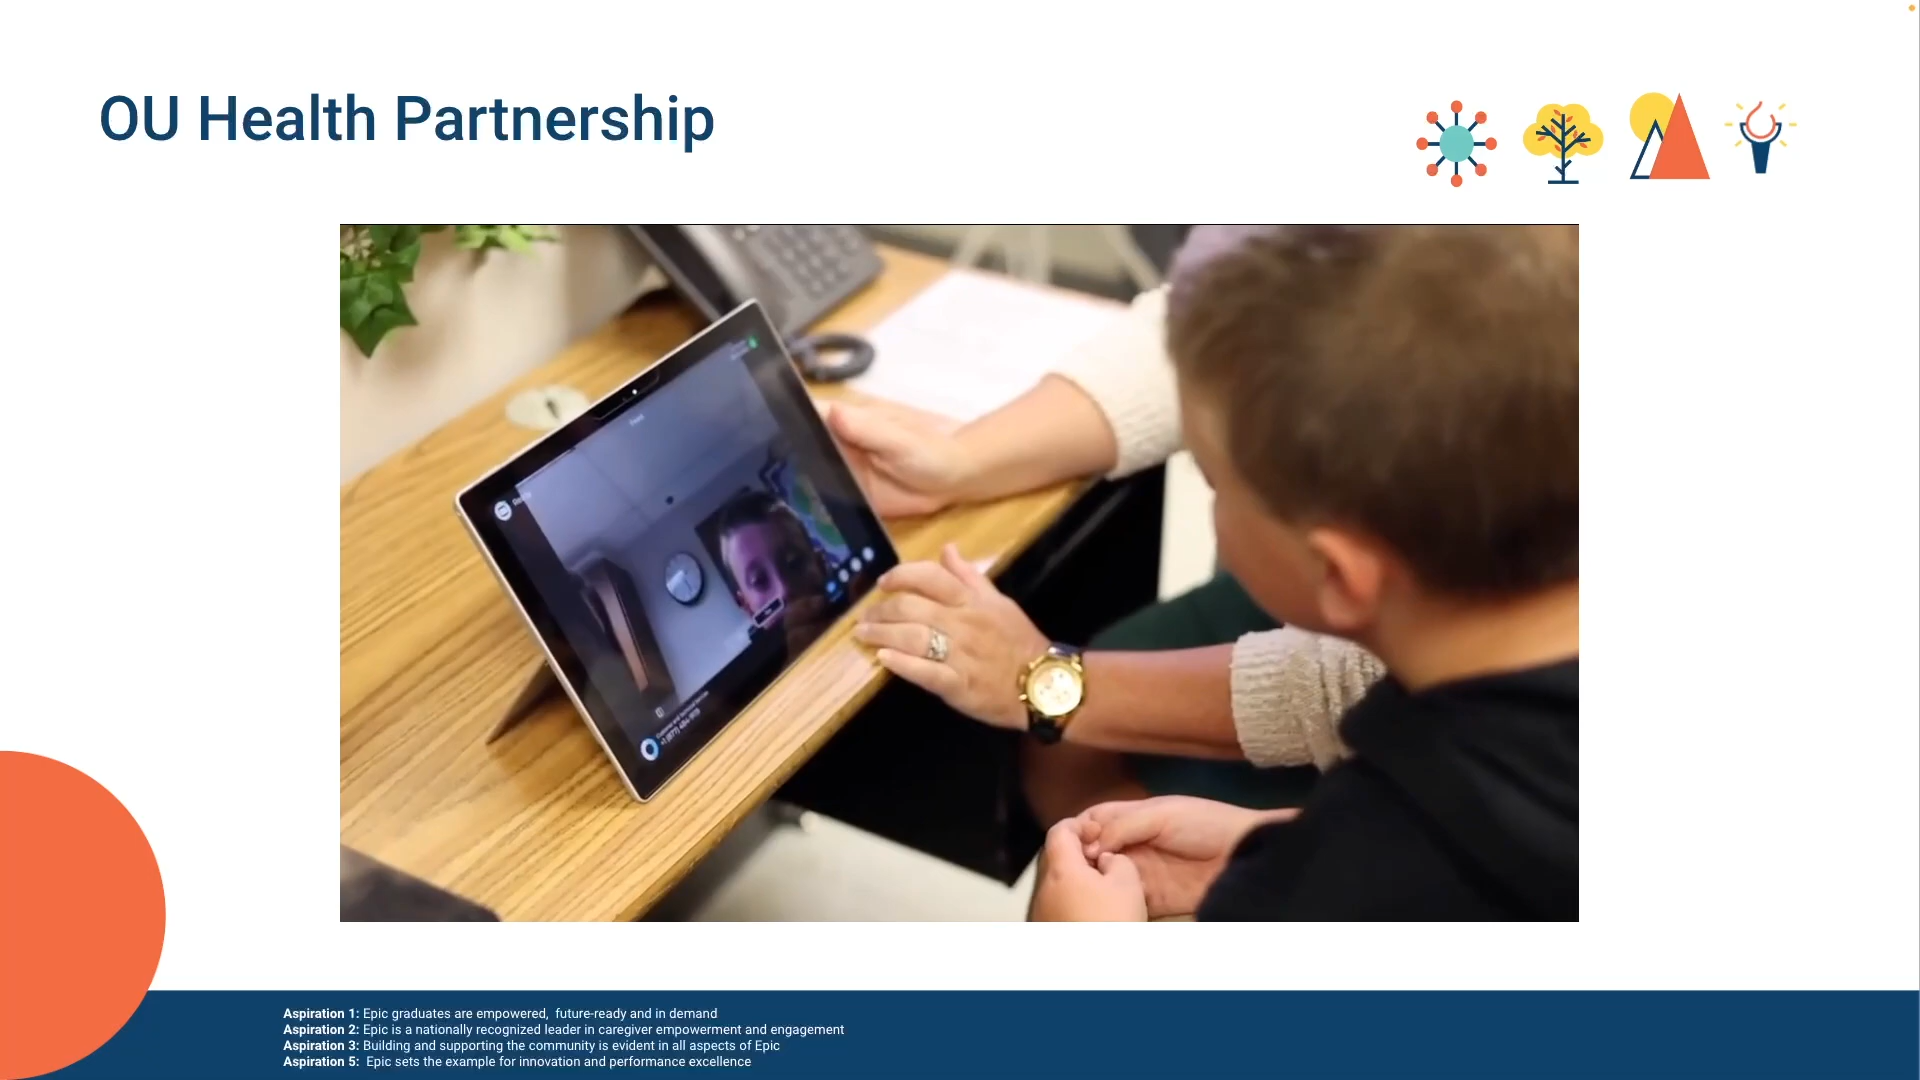 OU Health Partnership
Aspiration 1: Epic graduates are empowered,  future-ready and in demand
Aspiration 2: Epic is a nationally recognized leader in caregiver empowerment and engagement
Aspiration 3: Building and supporting the community is evident in all aspects of Epic
Aspiration 5:  Epic sets the example for innovation and performance excellence